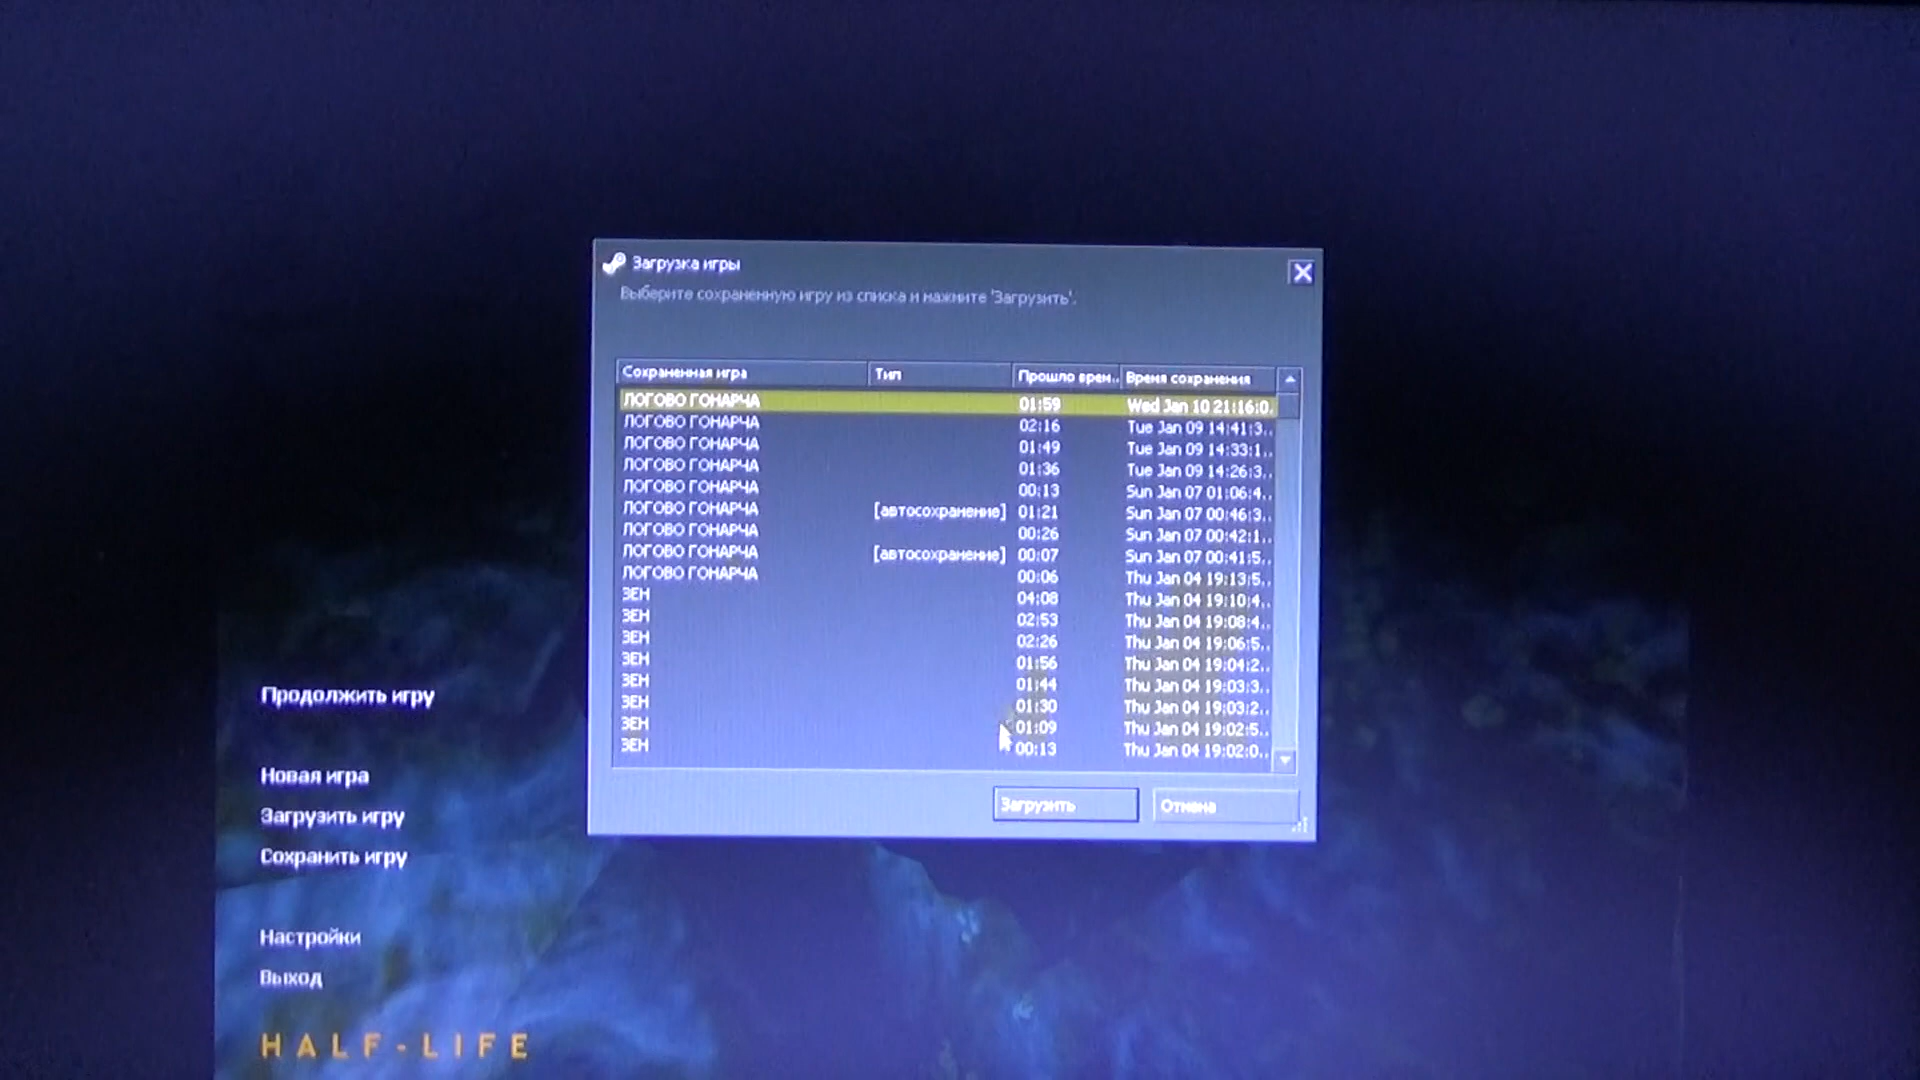 Загрузка игры
Выберите сохраненную игру из списка и нажмите 'Загрузить'.
Сохраненная игра Тип Прошло врем.. Время сохранения
ЛОГОВО ГОНАРЧА 01:59 Wed Jan 10 21:16:0.
ЛОГОВО ГОНАРЧА 02:16 Tue Jan 09 14:41:3..
ЛОГОВО ГОНАРЧА 01:49 Tue Jan 09 14:33:1..
ЛОГОВО ГОНАРЧА 01:36 Tue Jan 09 14:26:3..
ЛОГОВО ГОНАРЧА 00:13 Sun Jan 07 01:06:4..
ЛОГОВО ГОНАРЧА [автосохранение] 01:21 Sun Jan 07 00:46:3..
ЛОГОВО ГОНАРЧА 00:26 Sun Jan 07 00:42:1..
ЛОГОВО ГОНАРЧА [автосохранение] 00:07 Sun Jan 07 00:41:5..
ЛОГОВО ГОНАРЧА 00:06 Thu Jan 04 19:13:5..
ЗЕН 04:08 Thu Jan 04 19:10:4..
ЗЕН 02:53 Thu Jan 04 19:08:4..
ЗЕН 02:26 Thu Jan 04 19:06:5..
ЗЕН 01:56 Thu Jan 04 19:04:2..
ЗЕН 01:44 Thu Jan 04 19:03:3..
ЗЕН 01:30 Thu Jan 04 19:03:2..
ЗЕН 01:09 Thu Jan 04 19:02:5..
ЗЕН 00:13 Thu Jan 04 19:02:0..
Загрузить Отмена
Продолжить игру
Новая игра
Загрузить игру
Сохранить игру
Настройки
Выход
HALF-LIFE